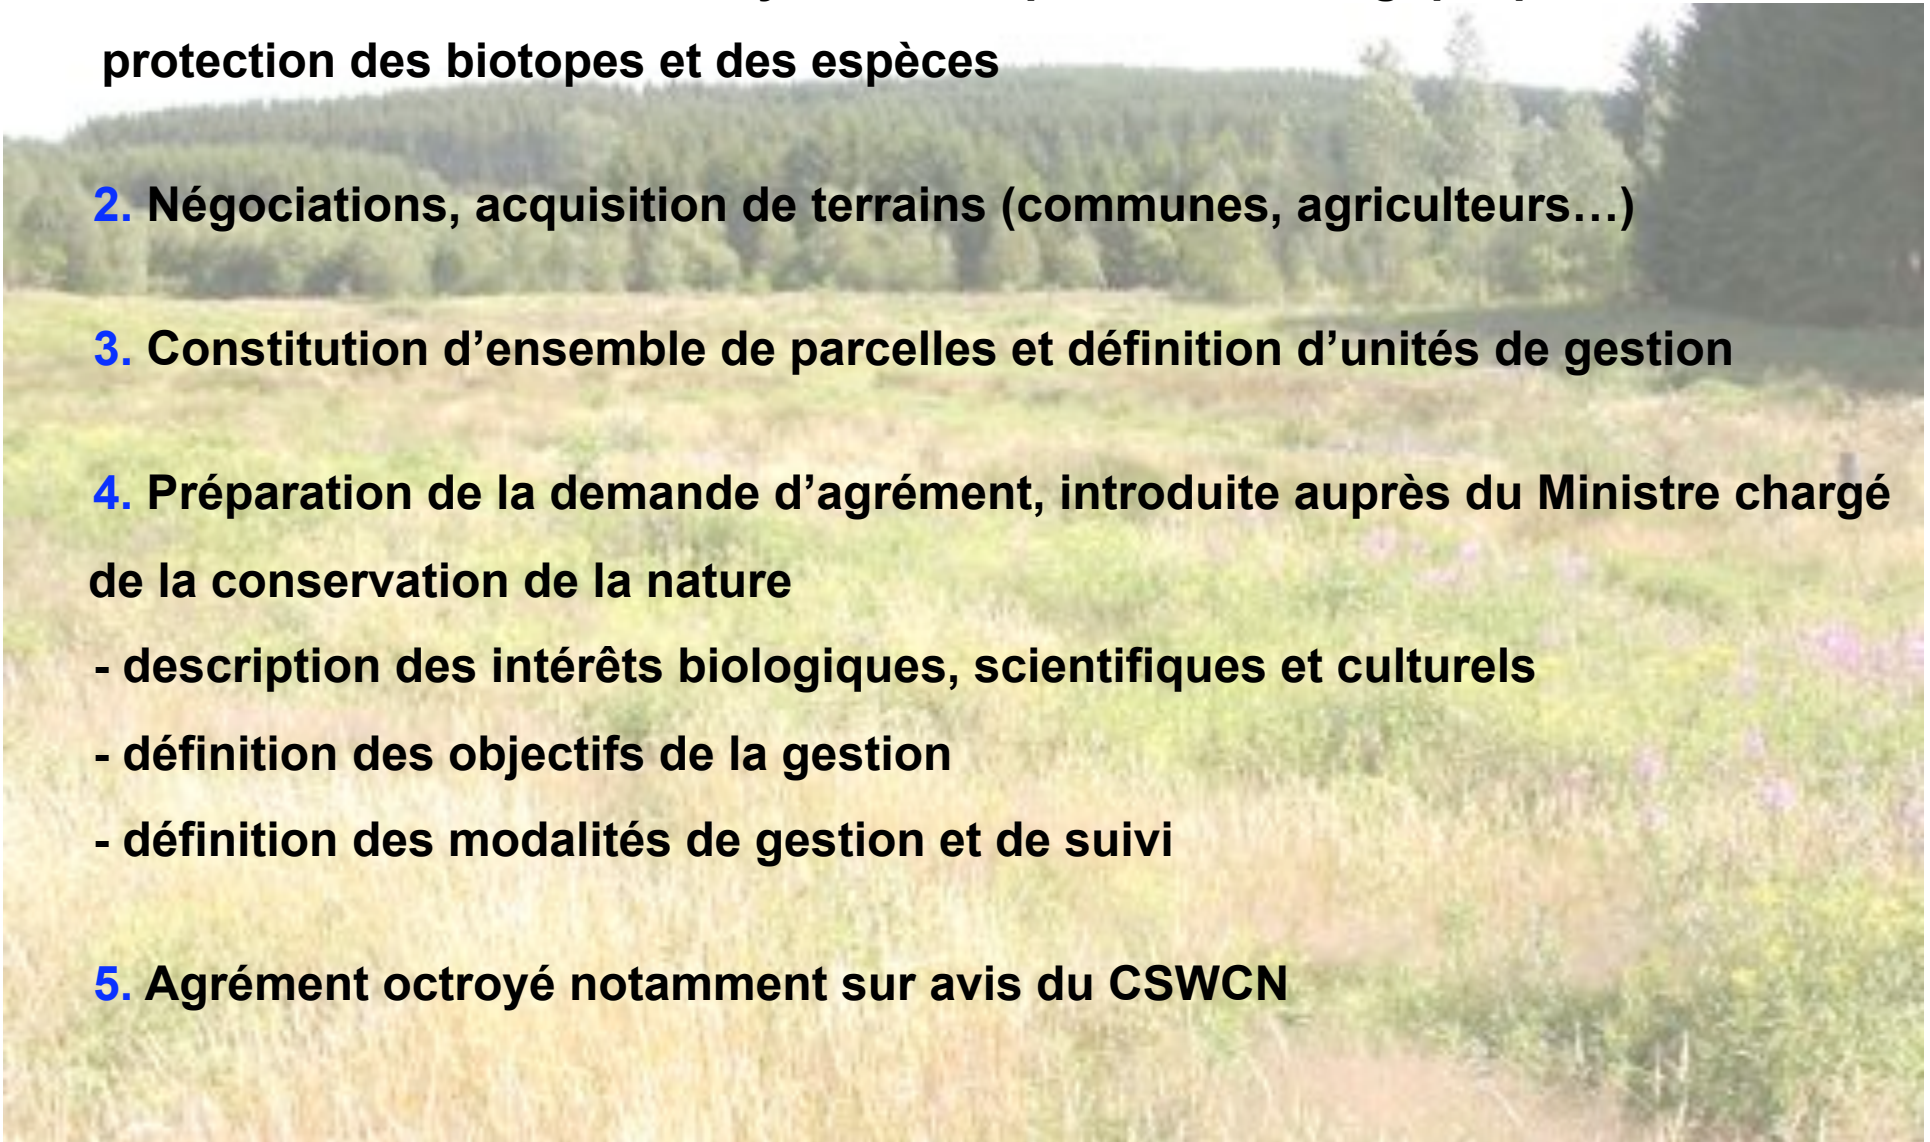 protection des biotopes et des espèces
2. Négociations, acquisition de terrains (communes, agriculteurs…)
3. Constitution d’ensemble de parcelles et définition d’unités de gestion
4. Préparation de la demande d’agrément, introduite auprès du Ministre chargé
de la conservation de la nature
- description des intérêts biologiques, scientifiques et culturels
- définition des objectifs de la gestion
- définition des modalités de gestion et de suivi
5. Agrément octroyé notamment sur avis du CSWCN